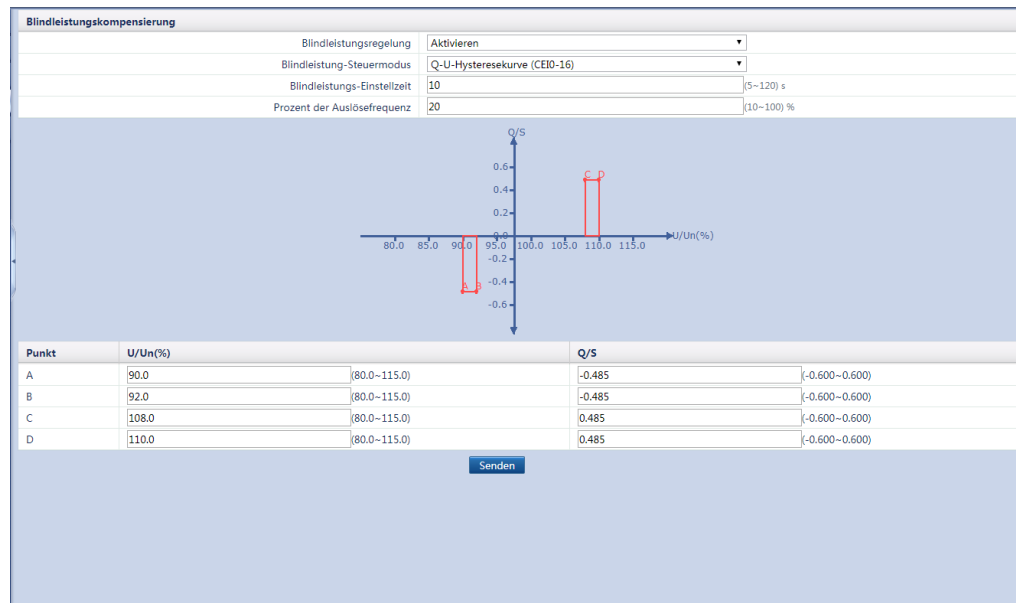 Blindleistungskompensierung
Blindleistungsregelung Aktivieren
Blindleistung-Steuermodus Q-U-Hysteresekurve (CEI0-16)
Blindleistungs-Einstellzeit 10 (5~120) s
Prozent der Auslösefrequenz 20 (10~100) %
Q/S
0.6
C D
0.4
0.2
0.0 U/Un(%)
80.0 85.0 90.0 95.0 100.0 105.0 110.0 115.0
-0.2
-0.4
A B
-0.6
Punkt U/Un(%) Q/S
A 90.0 (80.0~115.0) -0.485 (-0.600~0.600)
B 92.0 (80.0~115.0) -0.485 (-0.600~0.600)
C 108.0 (80.0~115.0) 0.485 (-0.600~0.600)
D 110.0 (80.0~115.0) 0.485 (-0.600~0.600)
Senden